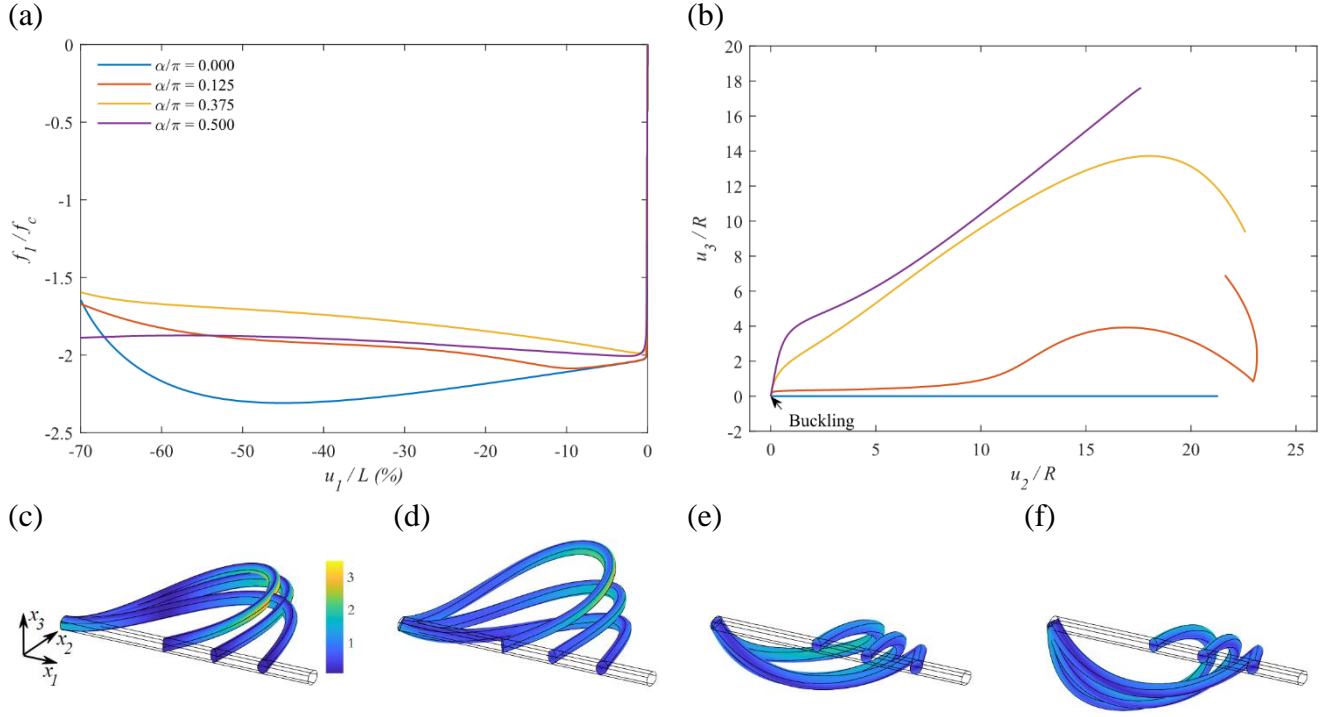 (a)
0
-0.5
-1
-1.5
-2
-2.5
f1 / fc
α/π = 0.000
α/π = 0.125
α/π = 0.375
α/π = 0.500
-70 -60 -50 -40 -30 -20 -10 0
u1 / L (%)
(b)
20
18
16
14
12
10
8
6
4
2
0
-2
u3 / R
Buckling
0 5 10 15 20 25
u2 / R
(c)
x3
x2
x1
3
2
1
(d)
(e)
(f)